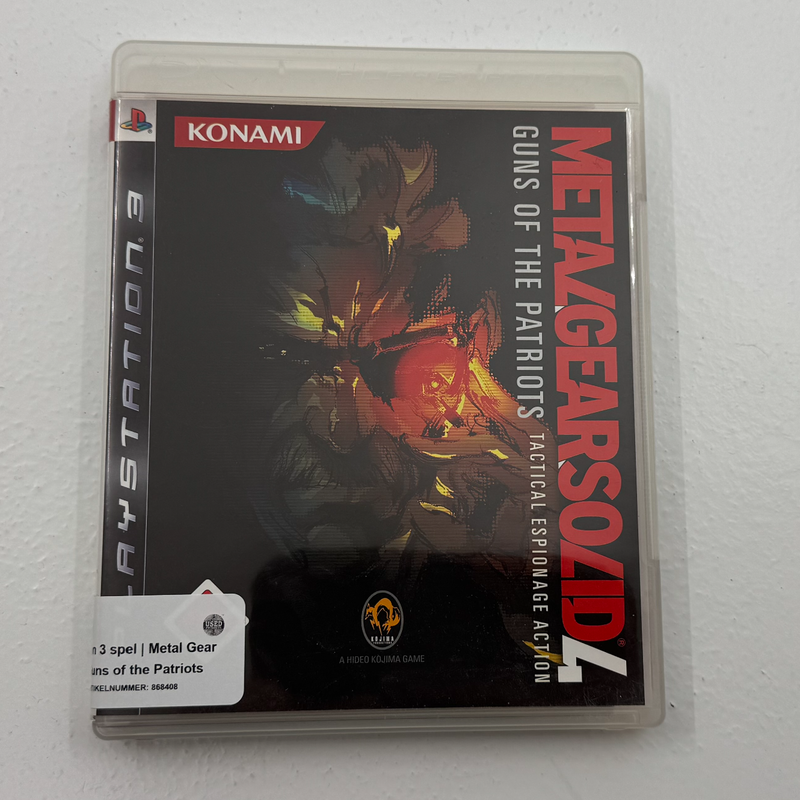 KONAMI
METAL GEAR SOLID 4
GUNS OF THE PATRIOTS
TACTICAL ESPIONAGE ACTION
PLAYSTATION 3
KOJIMA
A HIDEO KOJIMA GAME
USED
3 spel | Metal Gear
uns of the Patriots
IKELNUMMER: 868408